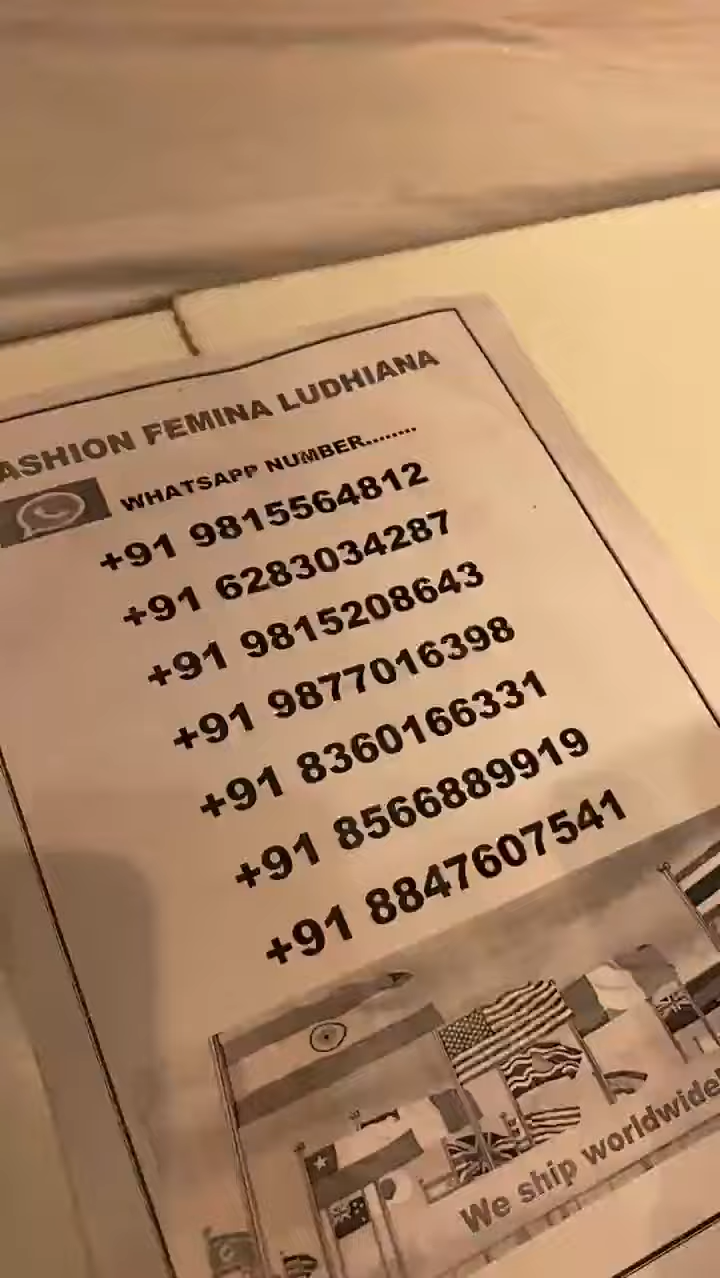 ASHION FEMINA LUDHIANA
WHATSAPP NUMBER........
+91 9815564812
+91 6283034287
+91 9815208643
+91 9877016398
+91 8360166331
+91 8566889919
+91 8847607541
We ship worldwide!